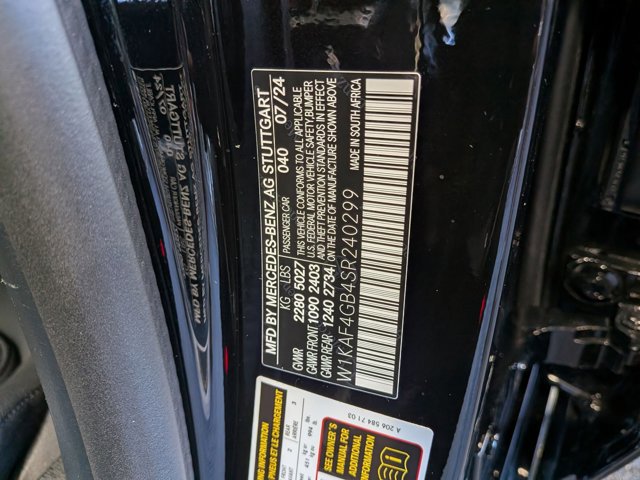 MFD BY MERCEDES-BENZ AG STUTTGART
PASSENGER CAR 040 07/24
KG LBS
GWR 2280 5027
GAWR FRONT 1090 2403
GAWR REAR 1240 2734
THIS VEHICLE CONFORMS TO ALL APPLICABLE
U.S. FEDERAL MOTOR VEHICLE SAFETY, BUMPER
AND THEFT PREVENTION STANDARDS IN EFFECT
ON THE DATE OF MANUFACTURE SHOWN ABOVE
MADE IN SOUTH AFRICA
W1KAF4GB4SR240299
A 206 584 71 03
SEE OWNER'S
MANUAL FOR
ADDITIONAL
INFORMATION